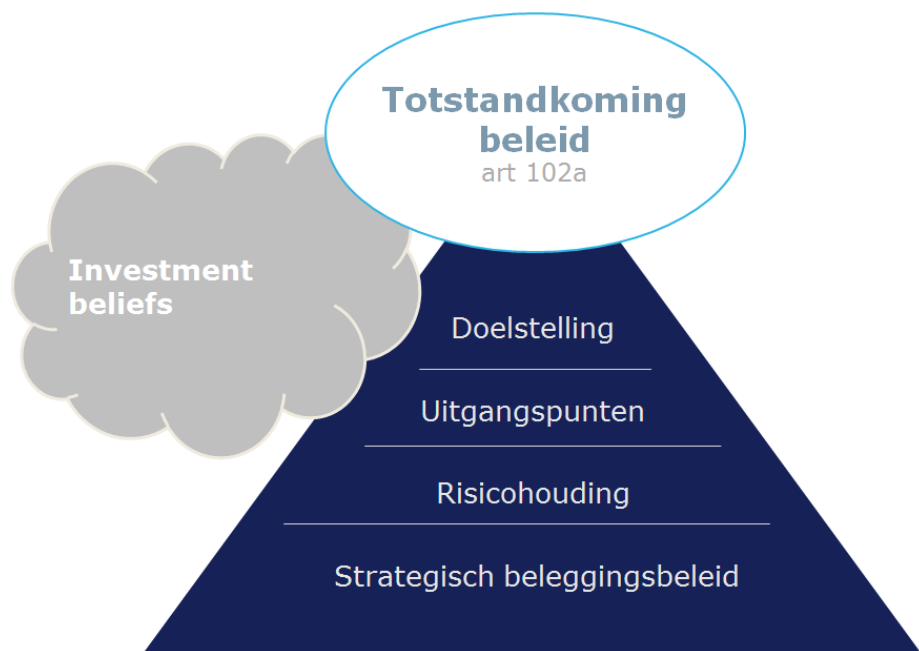 Totstandkoming
beleid
art 102a
Investment
beliefs
Doelstelling
Uitgangspunten
Risicohouding
Strategisch beleggingsbeleid